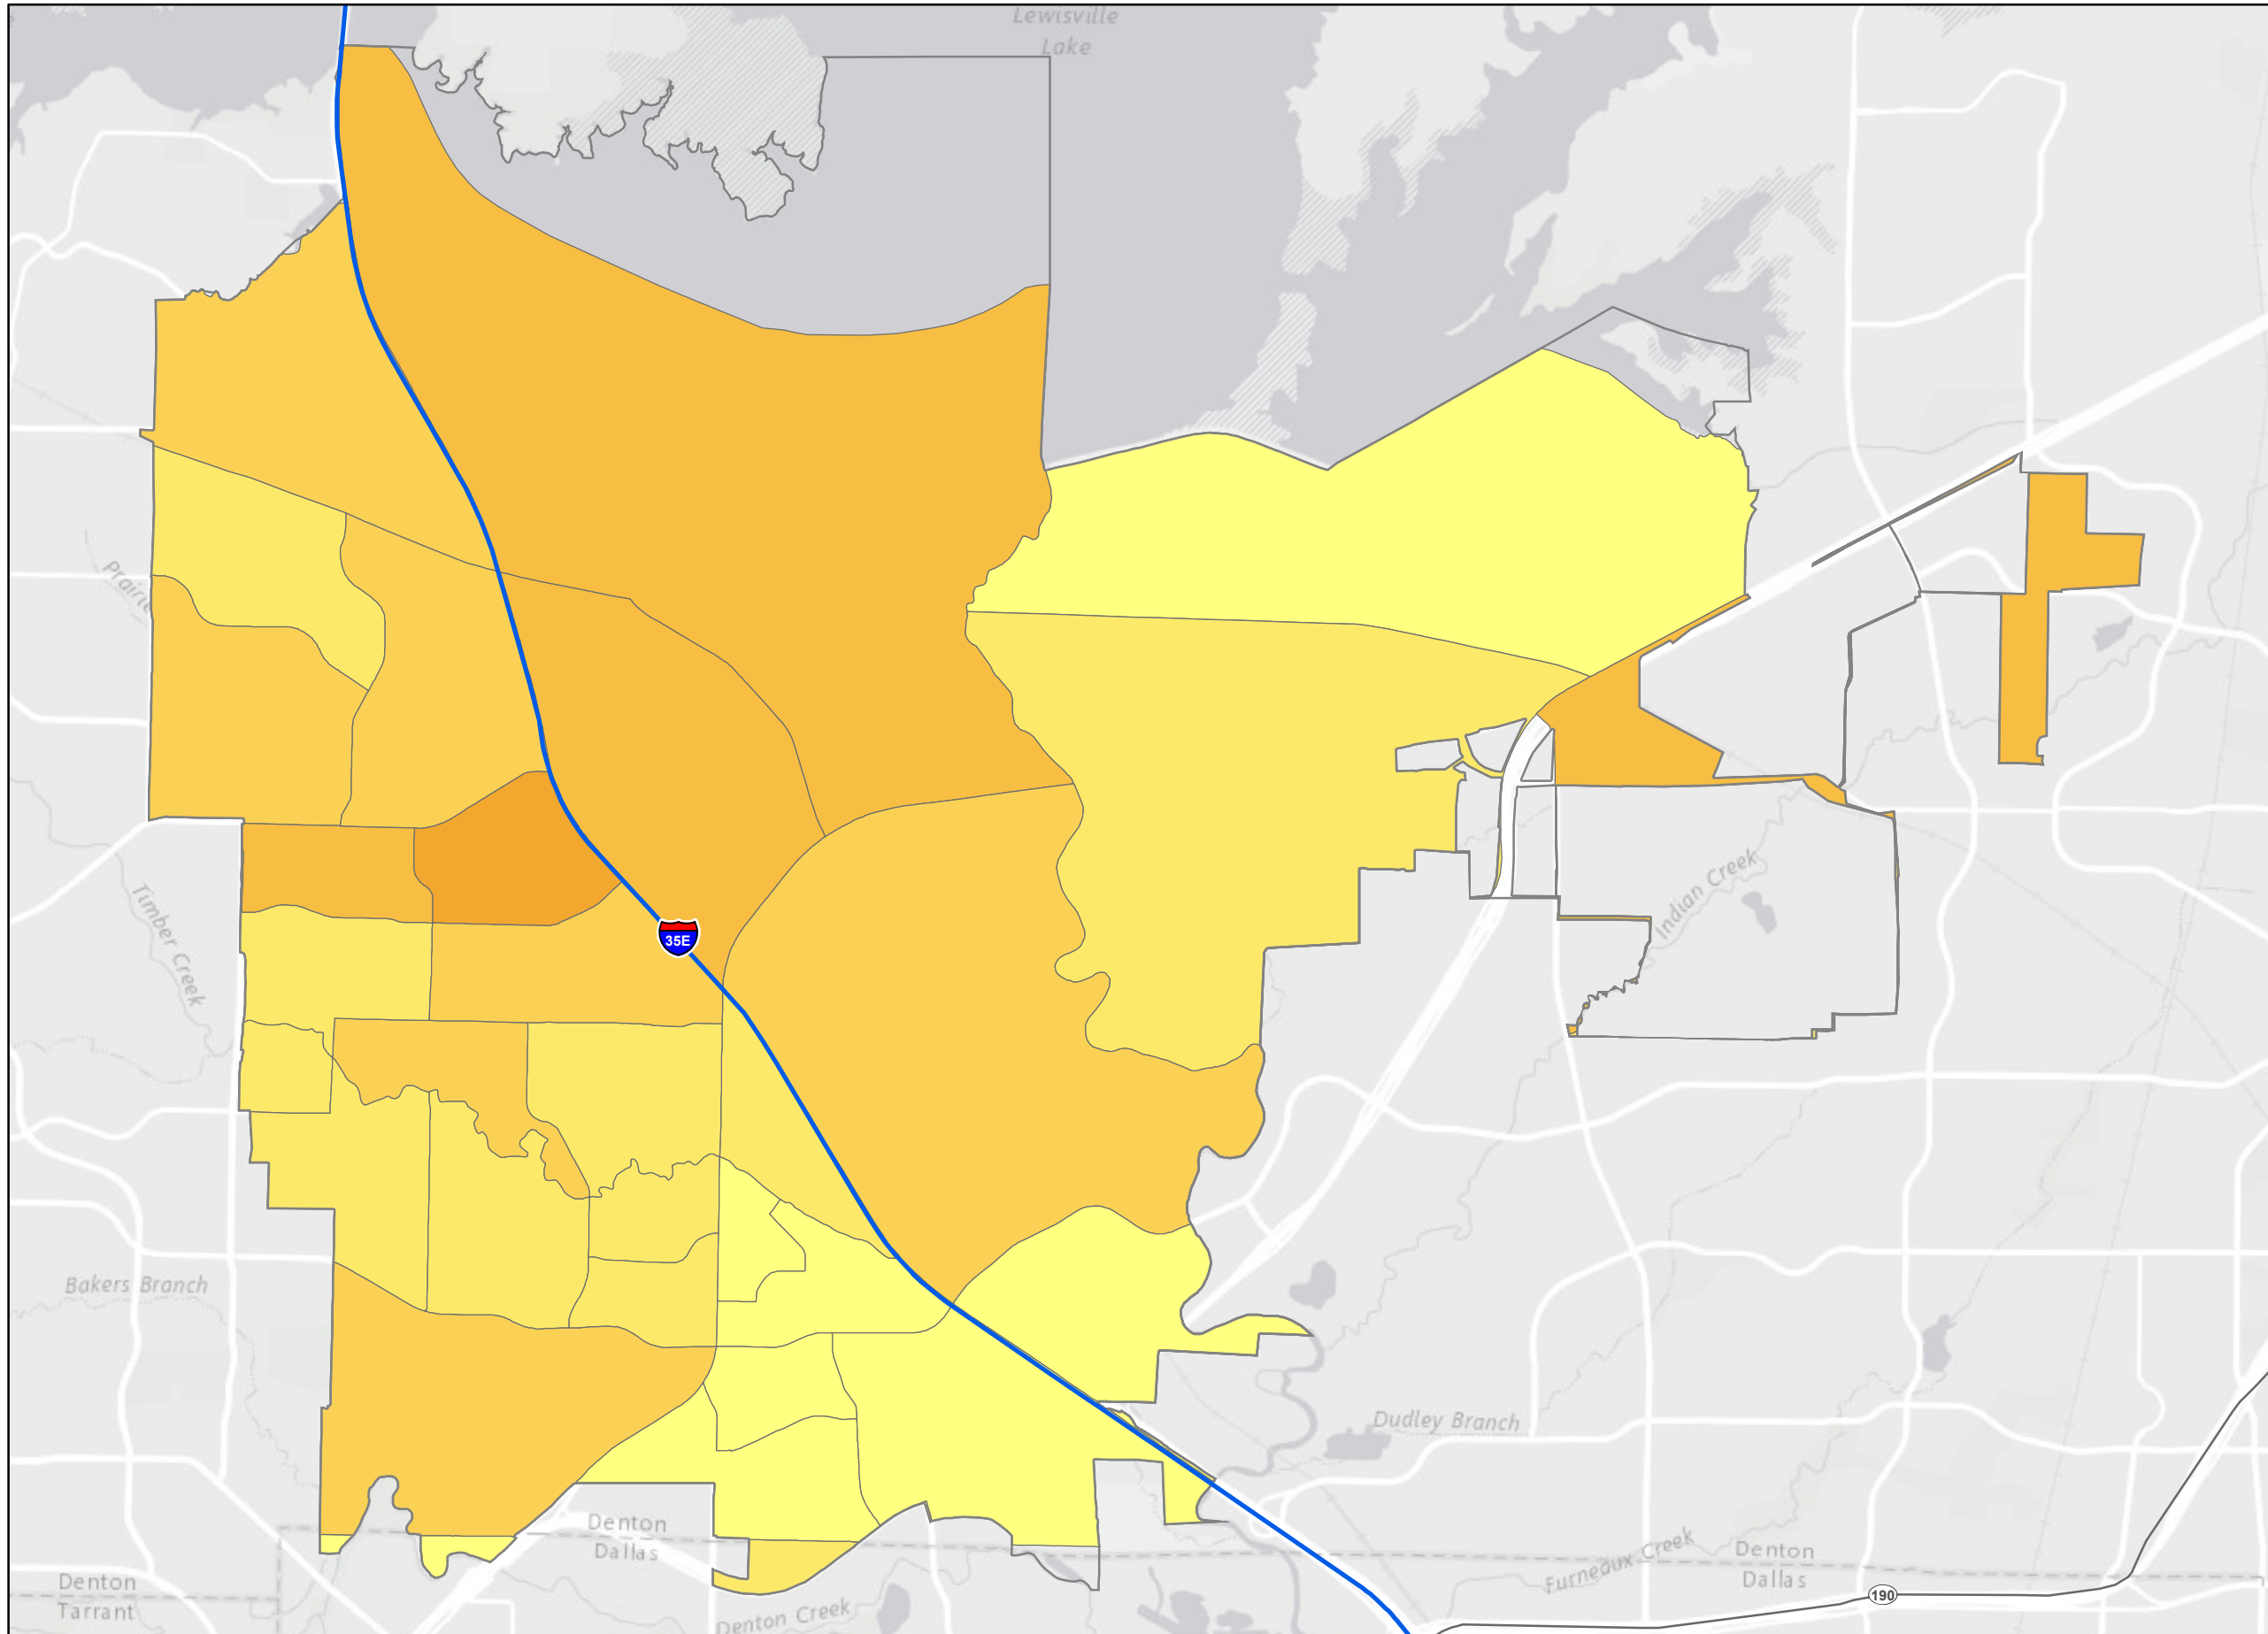 Lewisville
Lake
Prairie
Timber Creek
35E
Indian Creek
Bakers Branch
Dudley Branch
Denton
Dallas
Furneaux Creek
Denton
Dallas
Denton
Tarrant
Denton Creek
190